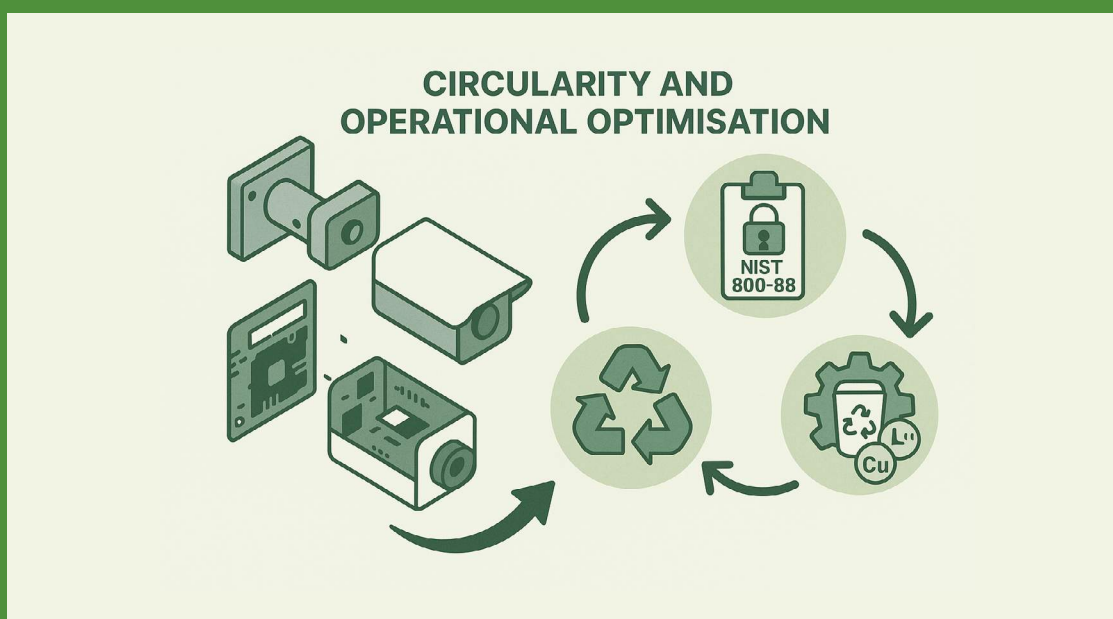 CIRCULARITY AND
OPERATIONAL OPTIMISATION
NIST
800-88
Cu